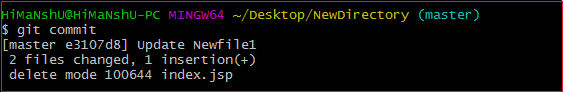 HiMaNshU@HiMaNshU-PC MINGW64 ~/Desktop/NewDirectory (master)
$ git commit
[master e3107d8] Update Newfile1
 2 files changed, 1 insertion(+)
 delete mode 100644 index.jsp